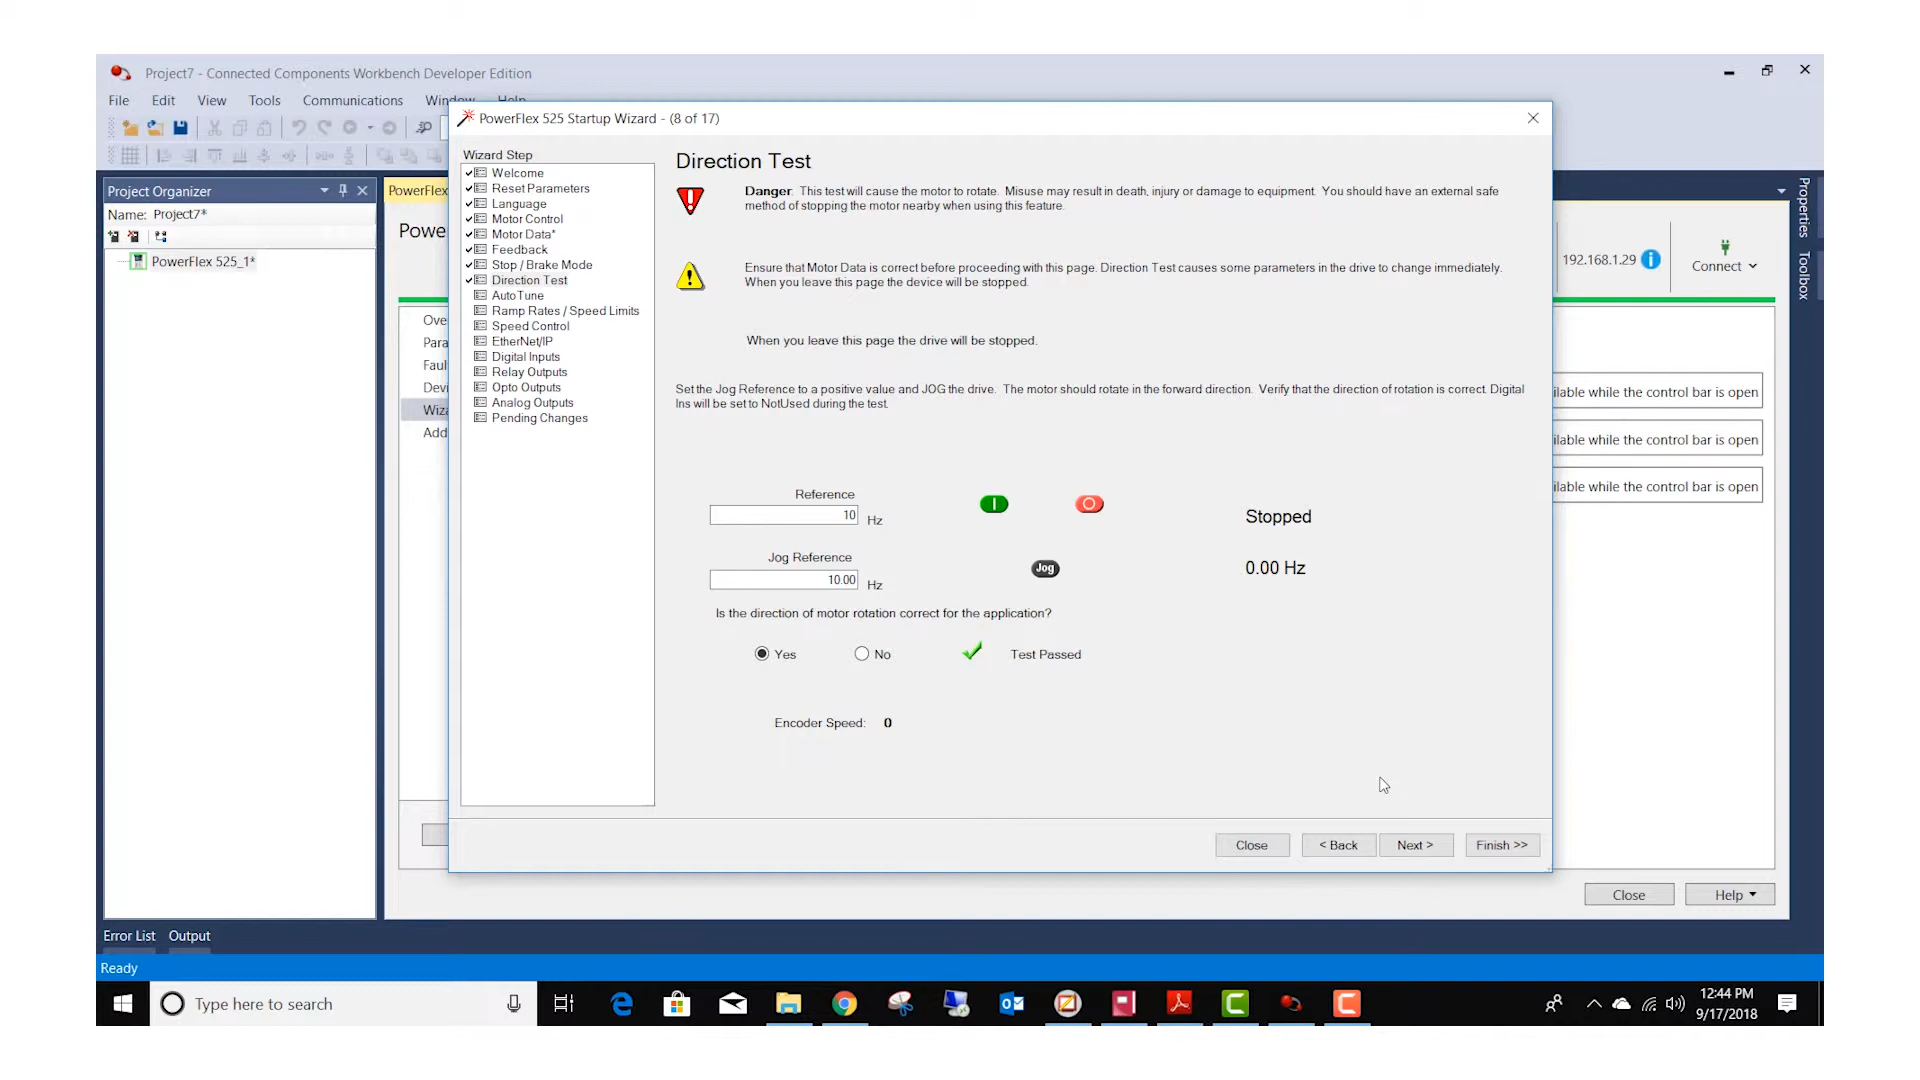 Project7 - Connected Components Workbench Developer Edition
File Edit View Tools Communications Window Help
PowerFlex 525 Startup Wizard - (8 of 17)
Project Organizer
Name: Project7*
PowerFlex 525_1*
PowerFlex
Powe
Ove
Para
Faul
Devi
Wiza
Add
Wizard Step
Welcome
Reset Parameters
Language
Motor Control
Motor Data*
Feedback
Stop / Brake Mode
Direction Test
AutoTune
Ramp Rates / Speed Limits
Speed Control
EtherNet/IP
Digital Inputs
Relay Outputs
Opto Outputs
Analog Outputs
Pending Changes
Direction Test
Danger: This test will cause the motor to rotate. Misuse may result in death, injury or damage to equipment. You should have an external safe
method of stopping the motor nearby when using this feature.
Ensure that Motor Data is correct before proceeding with this page. Direction Test causes some parameters in the drive to change immediately.
When you leave this page the device will be stopped.
When you leave this page the drive will be stopped.
Set the Jog Reference to a positive value and JOG the drive. The motor should rotate in the forward direction. Verify that the direction of rotation is correct. Digital
Ins will be set to NotUsed during the test.
Reference
10 Hz
Stopped
Jog Reference
10.00 Hz
Jog
0.00 Hz
Is the direction of motor rotation correct for the application?
Yes No Test Passed
Encoder Speed: 0
Close < Back Next > Finish >>
192.168.1.29
Connect
ilable while the control bar is open
ilable while the control bar is open
ilable while the control bar is open
Properties
Toolbox
Close Help
Error List Output
Ready
Type here to search
12:44 PM
9/17/2018